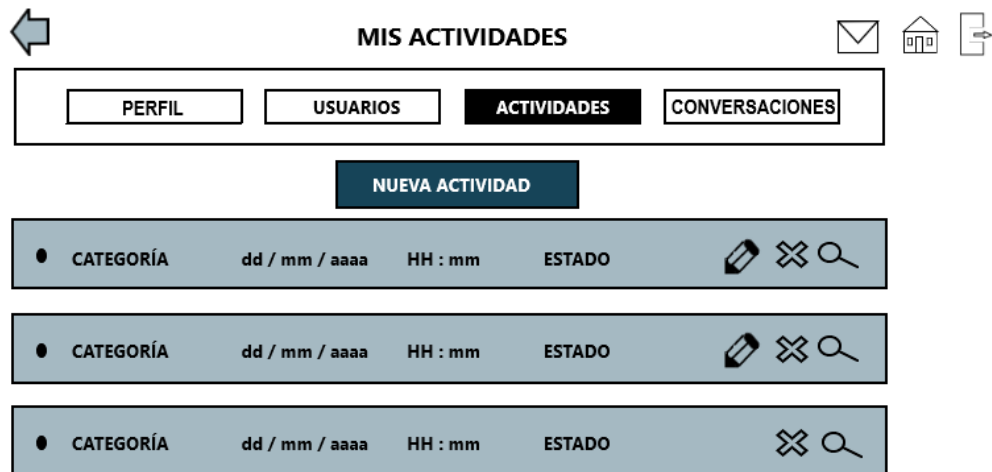 MIS ACTIVIDADES
PERFIL USUARIOS ACTIVIDADES CONVERSACIONES
NUEVA ACTIVIDAD
CATEGORÍA dd / mm / aaaa HH : mm ESTADO
CATEGORÍA dd / mm / aaaa HH : mm ESTADO
CATEGORÍA dd / mm / aaaa HH : mm ESTADO